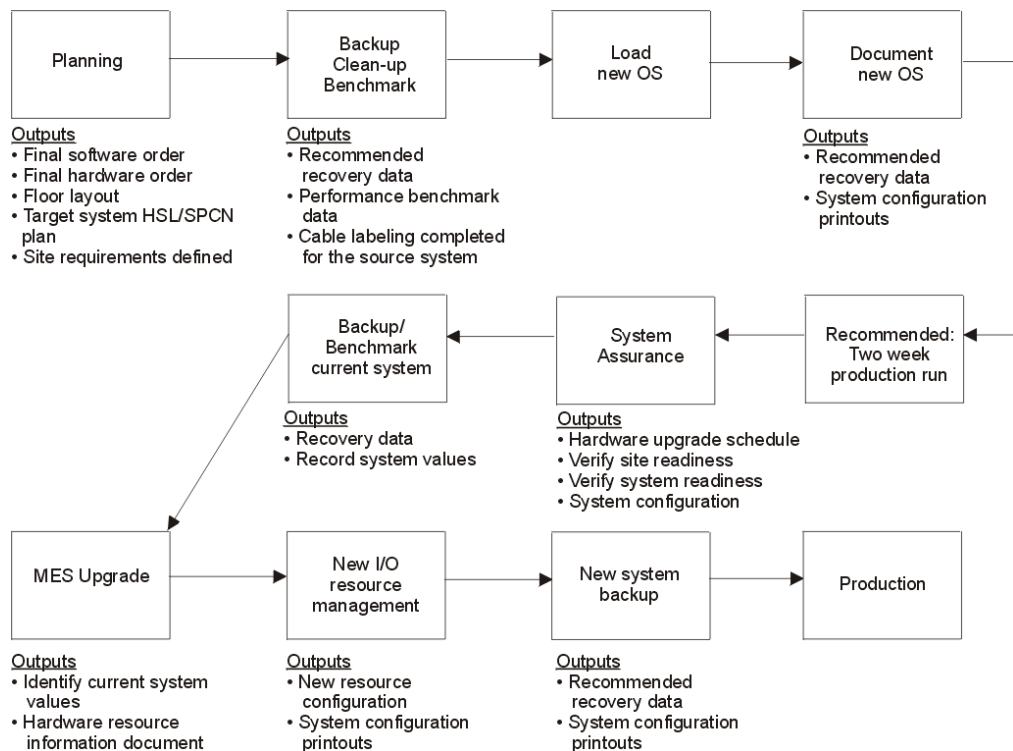 Planning
Backup
Clean-up
Benchmark
Load
new OS
Document
new OS
Outputs
• Final software order
• Final hardware order
• Floor layout
• Target system HSL/SPCN
plan
• Site requirements defined
Outputs
• Recommended
recovery data
• Performance benchmark
data
• Cable labeling completed
for the source system
Outputs
• Recommended
recovery data
• System configuration
printouts
Backup/
Benchmark
current system
System
Assurance
Recommended:
Two week
production run
Outputs
• Recovery data
• Record system values
Outputs
• Hardware upgrade schedule
• Verify site readiness
• Verify system readiness
• System configuration
MES Upgrade
New I/O
resource
management
New system
backup
Production
Outputs
• Identify current system
values
• Hardware resource
information document
Outputs
• New resource
configuration
• System configuration
printouts
Outputs
• Recommended
recovery data
• System configuration
printouts